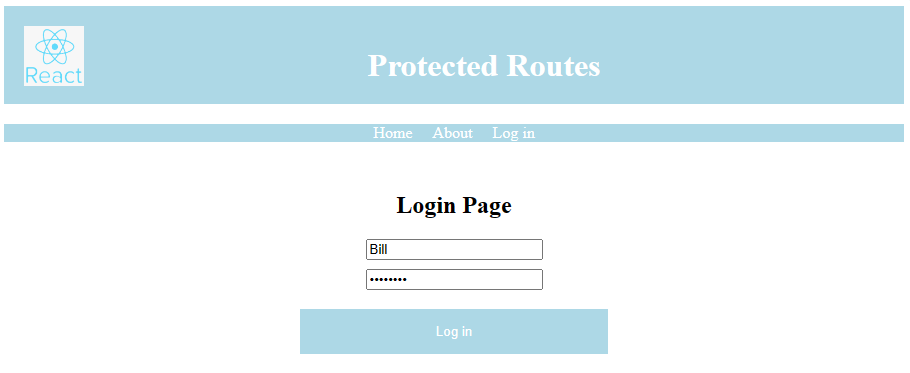 React
Protected Routes
Home About Log in
Login Page
Bill
••••••••
Log in